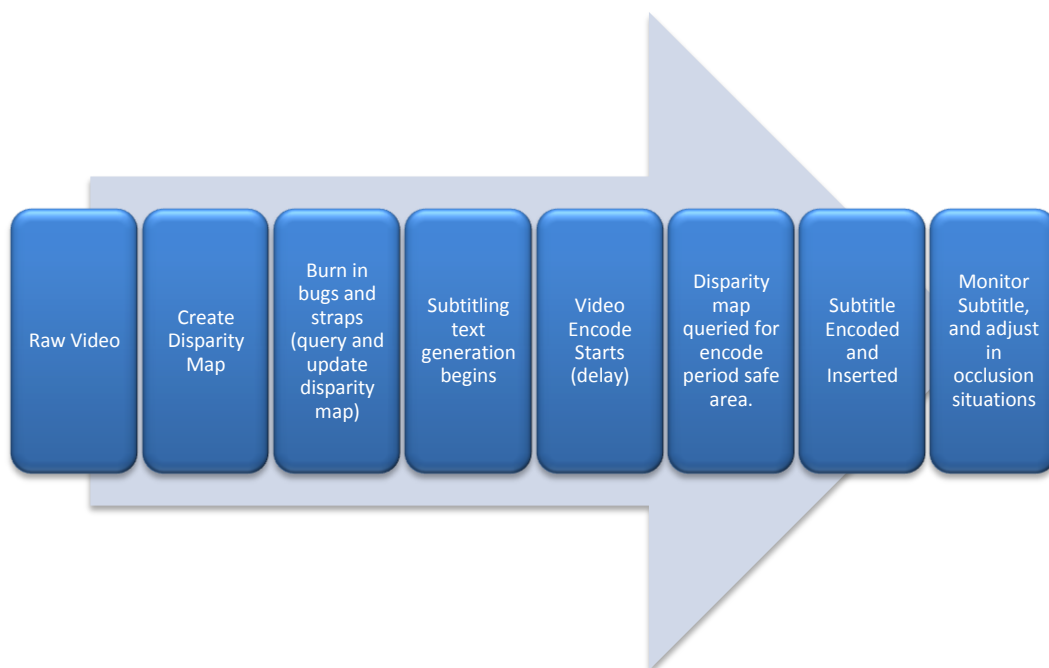 Raw Video
Create
Disparity
Map
Burn in
bugs and
straps
(query and
update
disparity
map)
Subtitling
text
generation
begins
Video
Encode
Starts
(delay)
Disparity
map
queried for
encode
period safe
area.
Subtitle
Encoded
and
Inserted
Monitor
Subtitle,
and adjust
in
occlusion
situations